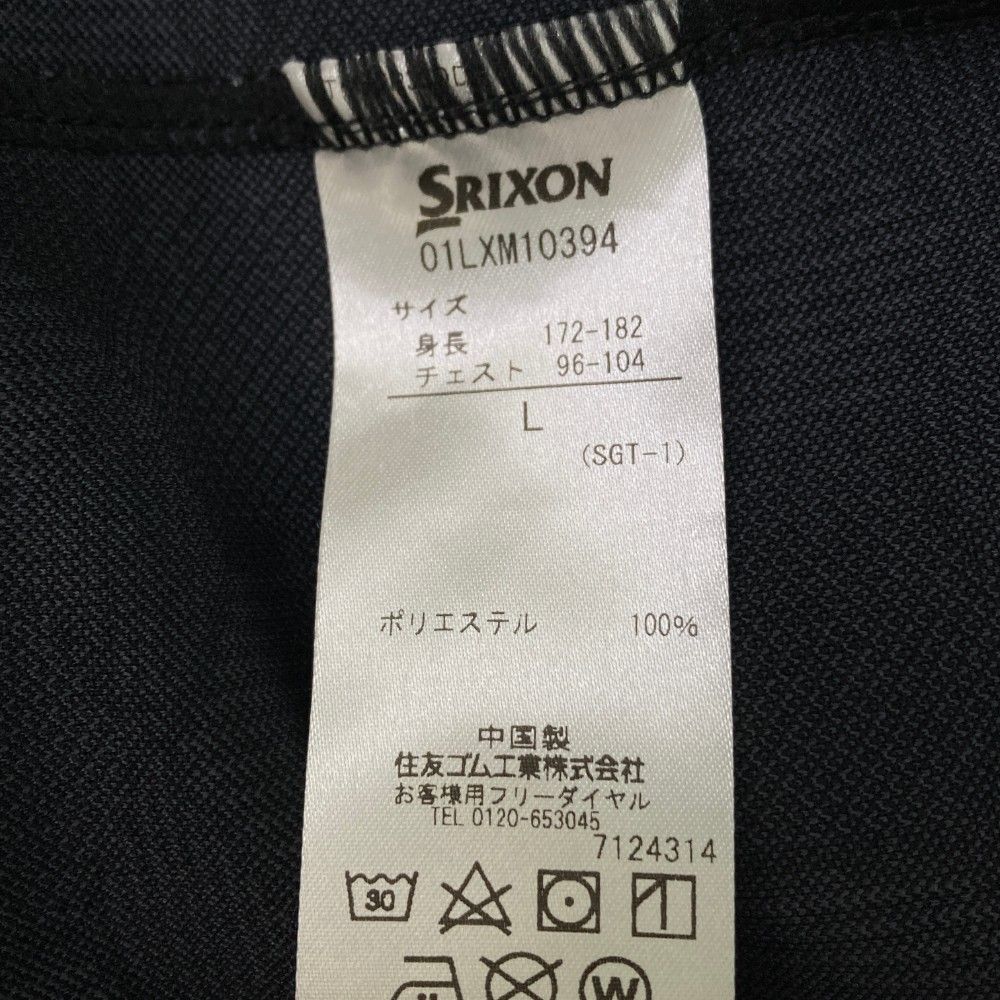 SRIXON
01LXM10394
サイズ
身長 172-182
チェスト 96-104
L
(SGT-1)
ポリエステル 100%
中国製
住友ゴム工業株式会社
お客様用フリーダイヤル
TEL 0120-653045
7124314
30
W